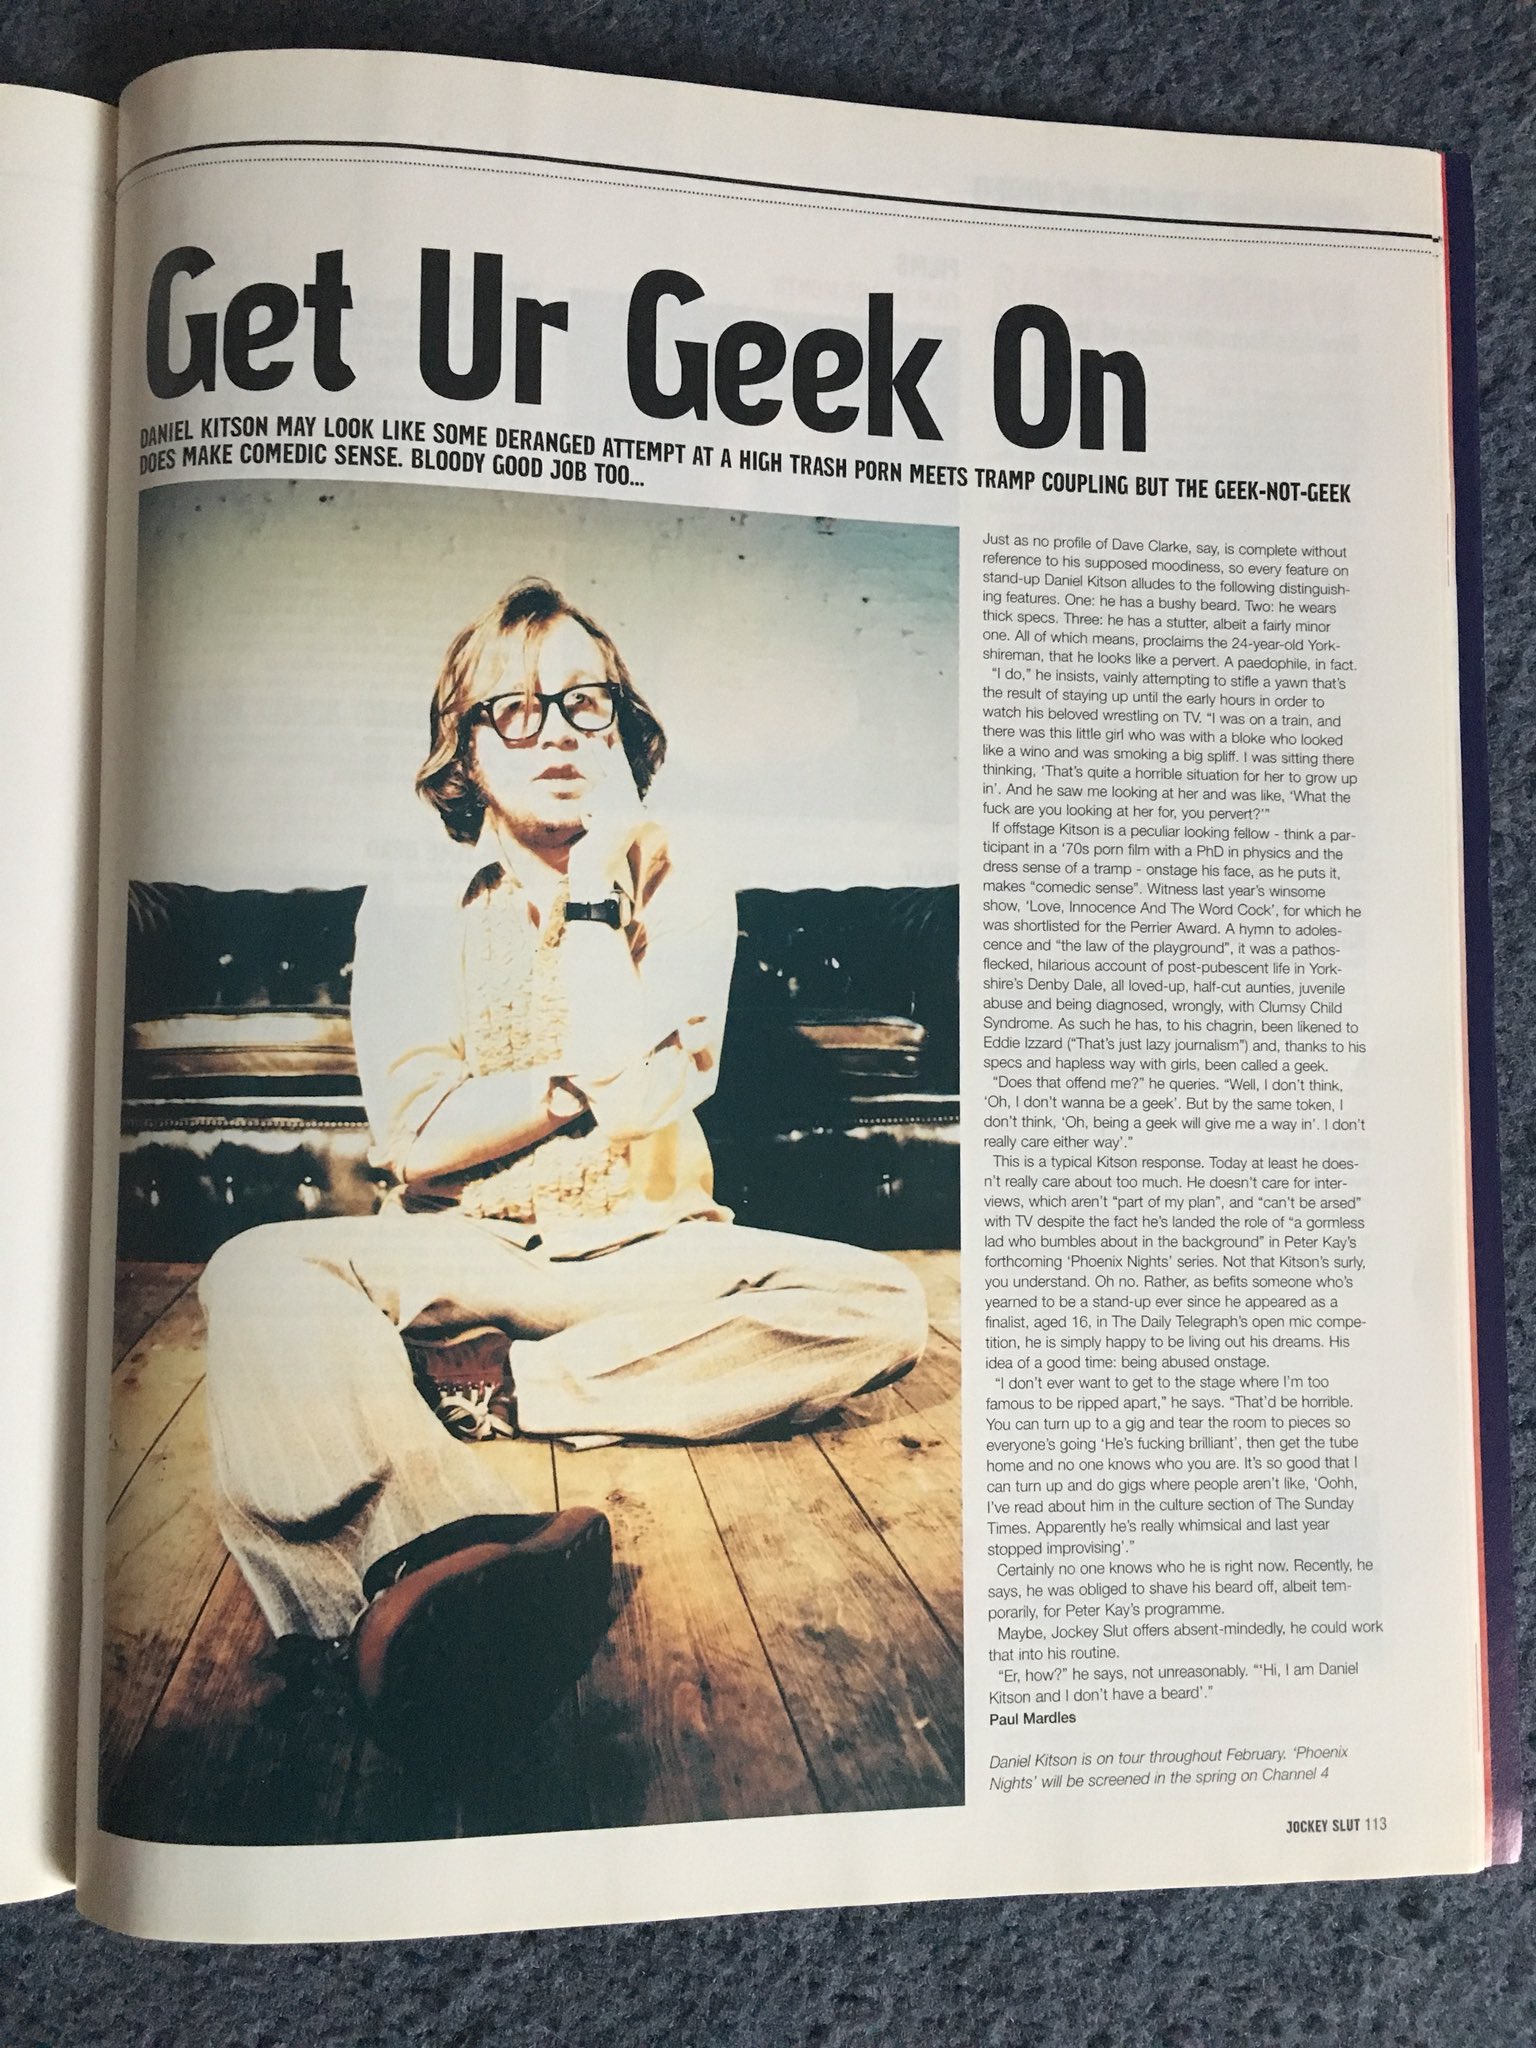 Get Ur Geek On
DANIEL KITSON MAY LOOK LIKE SOME DERANGED ATTEMPT AT A HIGH TRASH PORN MEETS TRAMP COUPLING BUT THE GEEK-NOT-GEEK
DOES MAKE COMEDIC SENSE. BLOODY GOOD JOB TOO...
Just as no profile of Dave Clarke, say, is complete without
reference to his supposed moodiness, so every feature on
stand-up Daniel Kitson alludes to the following distinguish-
ing features. One: he has a bushy beard. Two: he wears
thick specs. Three: he has a stutter, albeit a fairly minor
one. All of which means, proclaims the 24-year-old York-
shireman, that he looks like a pervert. A paedophile, in fact.
"I do," he insists, vainly attempting to stifle a yawn that's
the result of staying up until the early hours in order to
watch his beloved wrestling on TV. "I was on a train, and
there was this little girl who was with a bloke who looked
like a wino and was smoking a big spliff. I was sitting there
thinking, 'That's quite a horrible situation for her to grow up
in'. And he saw me looking at her and was like, 'What the
fuck are you looking at her for, you pervert?'"
If offstage Kitson is a peculiar looking fellow - think a par-
ticipant in a '70s porn film with a PhD in physics and the
dress sense of a tramp - onstage his face, as he puts it,
makes "comedic sense". Witness last year's winsome
show, 'Love, Innocence And The Word Cock', for which he
was shortlisted for the Perrier Award. A hymn to adoles-
cence and "the law of the playground", it was a pathos-
flecked, hilarious account of post-pubescent life in York-
shire's Denby Dale, all loved-up, half-cut aunties, juvenile
abuse and being diagnosed, wrongly, with Clumsy Child
Syndrome. As such he has, to his chagrin, been likened to
Eddie Izzard ("That's just lazy journalism") and, thanks to his
specs and hapless way with girls, been called a geek.
"Does that offend me?" he queries. "Well, I don't think,
'Oh, I don't wanna be a geek'. But by the same token, I
don't think, 'Oh, being a geek will give me a way in'. I don't
really care either way'."
This is a typical Kitson response. Today at least he does-
n't really care about too much. He doesn't care for inter-
views, which aren't "part of my plan", and "can't be arsed"
with TV despite the fact he's landed the role of "a gormless
lad who bumbles about in the background" in Peter Kay's
forthcoming 'Phoenix Nights' series. Not that Kitson's surly,
you understand. Oh no. Rather, as befits someone who's
yearned to be a stand-up ever since he appeared as a
finalist, aged 16, in The Daily Telegraph's open mic compe-
tition, he is simply happy to be living out his dreams. His
idea of a good time: being abused onstage.
"I don't ever want to get to the stage where I'm too
famous to be ripped apart," he says. "That'd be horrible.
You can turn up to a gig and tear the room to pieces so
everyone's going 'He's fucking brilliant', then get the tube
home and no one knows who you are. It's so good that I
can turn up and do gigs where people aren't like, 'Oohh,
I've read about him in the culture section of The Sunday
Times. Apparently he's really whimsical and last year
stopped improvising'."
Certainly no one knows who he is right now. Recently, he
says, he was obliged to shave his beard off, albeit tem-
porarily, for Peter Kay's programme.
Maybe, Jockey Slut offers absent-mindedly, he could work
that into his routine.
"Er, how?" he says, not unreasonably. "'Hi, I am Daniel
Kitson and I don't have a beard'."
Paul Mardles
Daniel Kitson is on tour throughout February. 'Phoenix
Nights' will be screened in the spring on Channel 4
JOCKEY SLUT 113